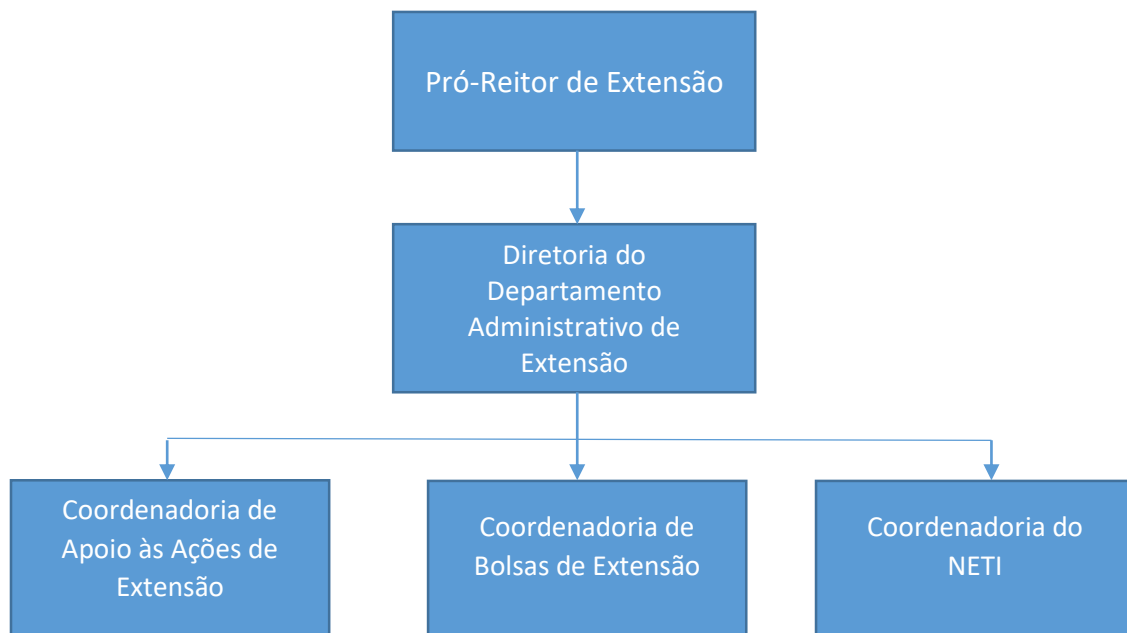 Pró-Reitor de Extensão
Diretoria do
Departamento
Administrativo de
Extensão
Coordenadoria de
Apoio às Ações de
Extensão
Coordenadoria de
Bolsas de Extensão
Coordenadoria do
NETI